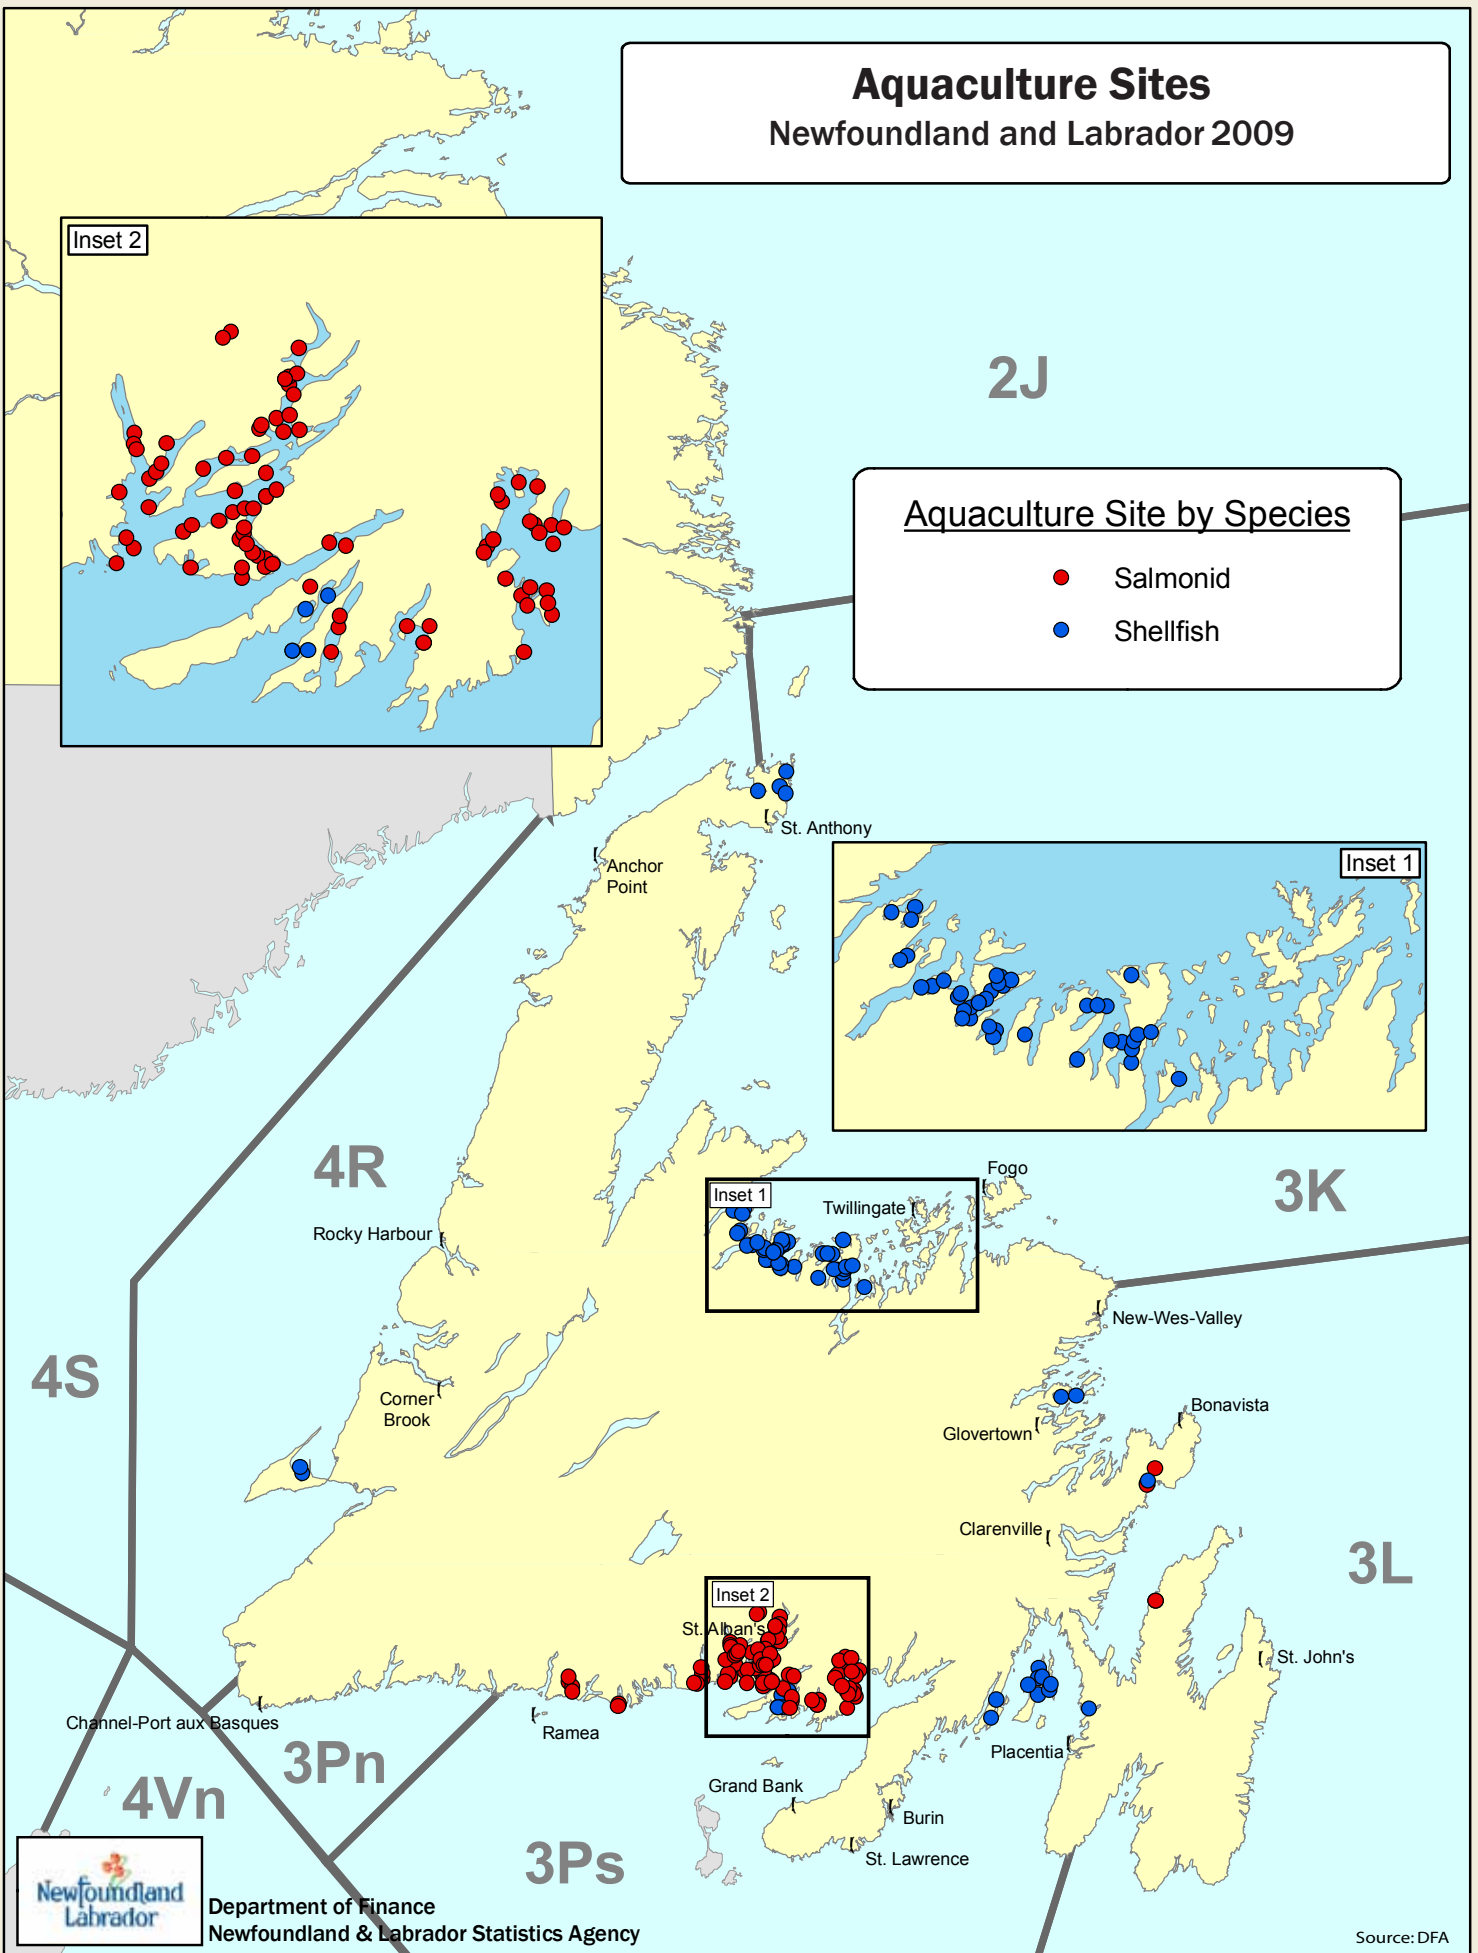 Aquaculture Sites
Newfoundland and Labrador 2009
Inset 2
2J
Aquaculture Site by Species
Salmonid
Shellfish
St. Anthony
Anchor
Point
Inset 1
4R
Fogo
3K
Inset 1
Twillingate
Rocky Harbour
New-Wes-Valley
4S
Corner
Brook
Bonavista
Glovertown
Clarenville
3L
Inset 2
St. Alban's
St. John's
Channel-Port aux Basques
Ramea
Placentia
3Pn
4Vn
Grand Bank
Burin
St. Lawrence
3Ps
Newfoundland
Labrador
Department of Finance
Newfoundland & Labrador Statistics Agency
Source: DFA